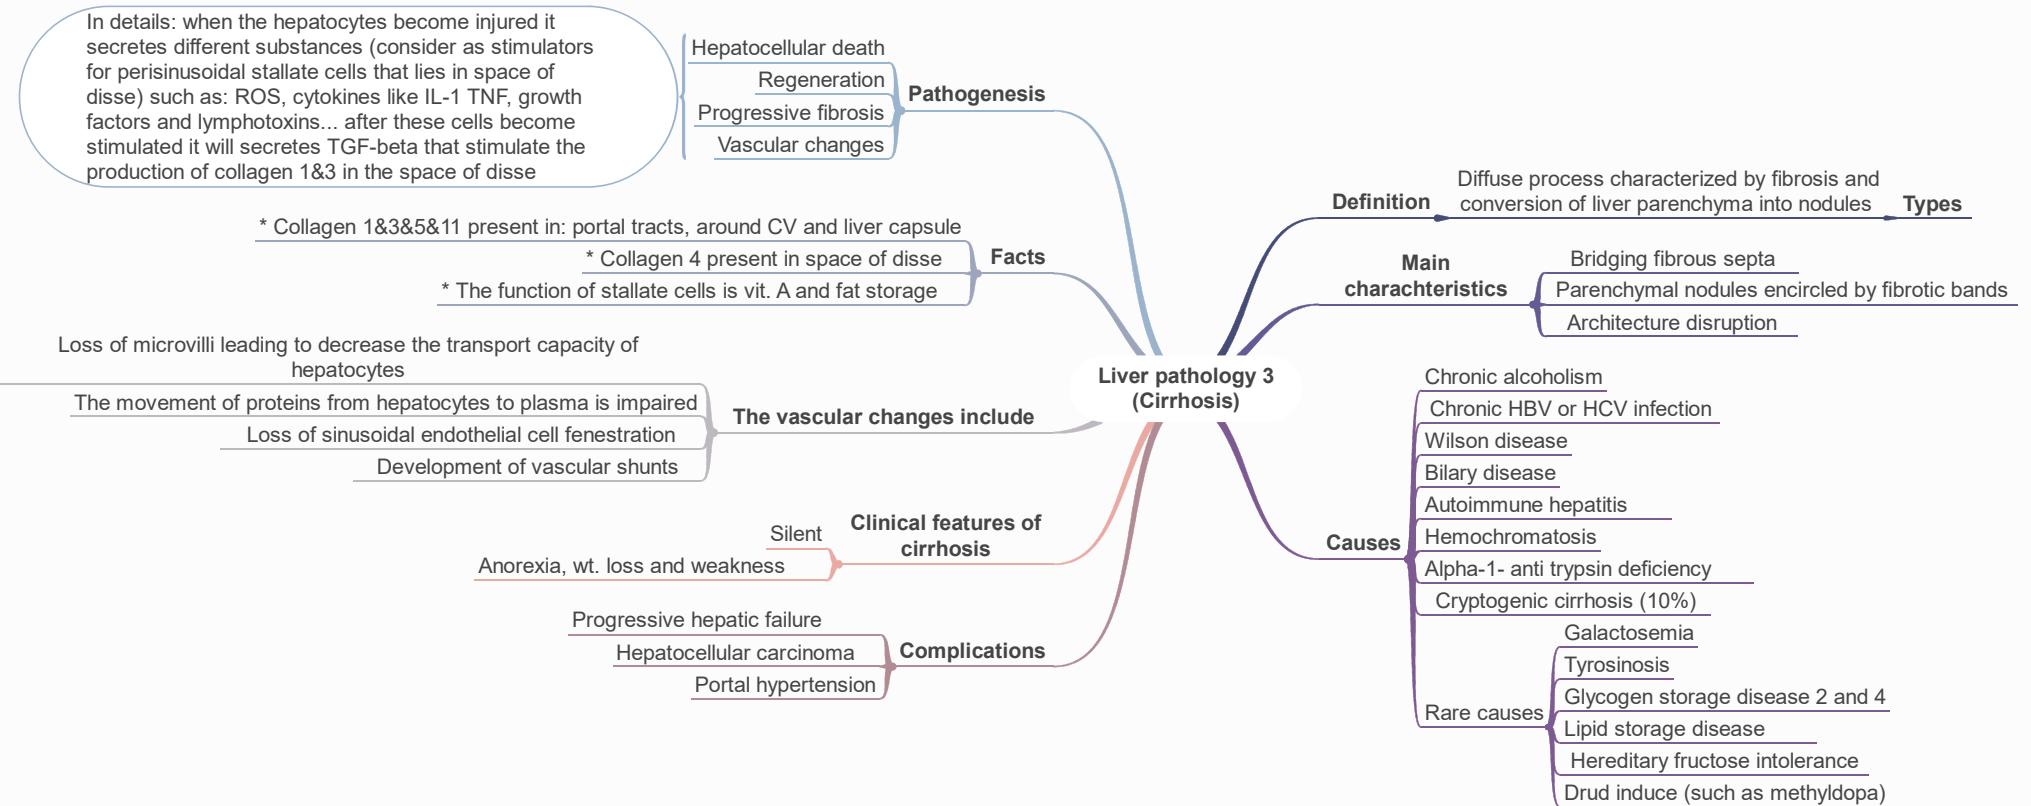 Liver pathology 3
(Cirrhosis)
In details: when the hepatocytes become injured it
secretes different substances (consider as stimulators
for perisinusoidal stallate cells that lies in space of
disse) such as: ROS, cytokines like IL-1 TNF, growth
factors and lymphotoxins... after these cells become
stimulated it will secretes TGF-beta that stimulate the
production of collagen 1&3 in the space of disse
Hepatocellular death
Regeneration
Progressive fibrosis
Vascular changes
Pathogenesis
* Collagen 1&3&5&11 present in: portal tracts, around CV and liver capsule
* Collagen 4 present in space of disse
* The function of stallate cells is vit. A and fat storage
Facts
Loss of microvilli leading to decrease the transport capacity of
hepatocytes
The movement of proteins from hepatocytes to plasma is impaired
Loss of sinusoidal endothelial cell fenestration
Development of vascular shunts
The vascular changes include
Silent
Anorexia, wt. loss and weakness
Clinical features of
cirrhosis
Progressive hepatic failure
Hepatocellular carcinoma
Portal hypertension
Complications
Definition
Diffuse process characterized by fibrosis and
conversion of liver parenchyma into nodules
Types
Main
charachteristics
Bridging fibrous septa
Parenchymal nodules encircled by fibrotic bands
Architecture disruption
Causes
Chronic alcoholism
Chronic HBV or HCV infection
Wilson disease
Bilary disease
Autoimmune hepatitis
Hemochromatosis
Alpha-1- anti trypsin deficiency
Cryptogenic cirrhosis (10%)
Rare causes
Galactosemia
Tyrosinosis
Glycogen storage disease 2 and 4
Lipid storage disease
Hereditary fructose intolerance
Drud induce (such as methyldopa)